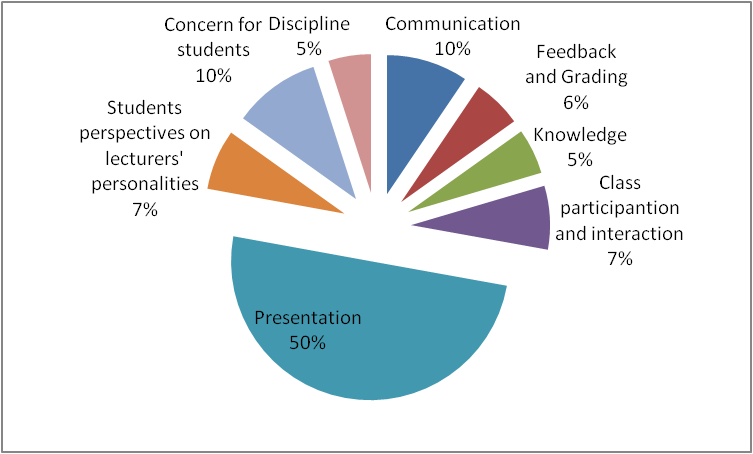 Concern for
students
10%
Discipline
5%
Communication
10%
Feedback
and Grading
6%
Knowledge
5%
Class
participantion
and interaction
7%
Presentation
50%
Students
perspectives on
lecturers'
personalities
7%